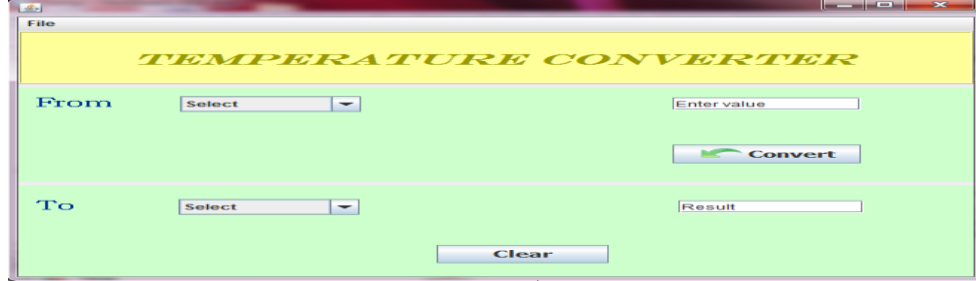 File
TEMPERATURE CONVERTER
From Select Enter value
Convert
To Select Result
Clear